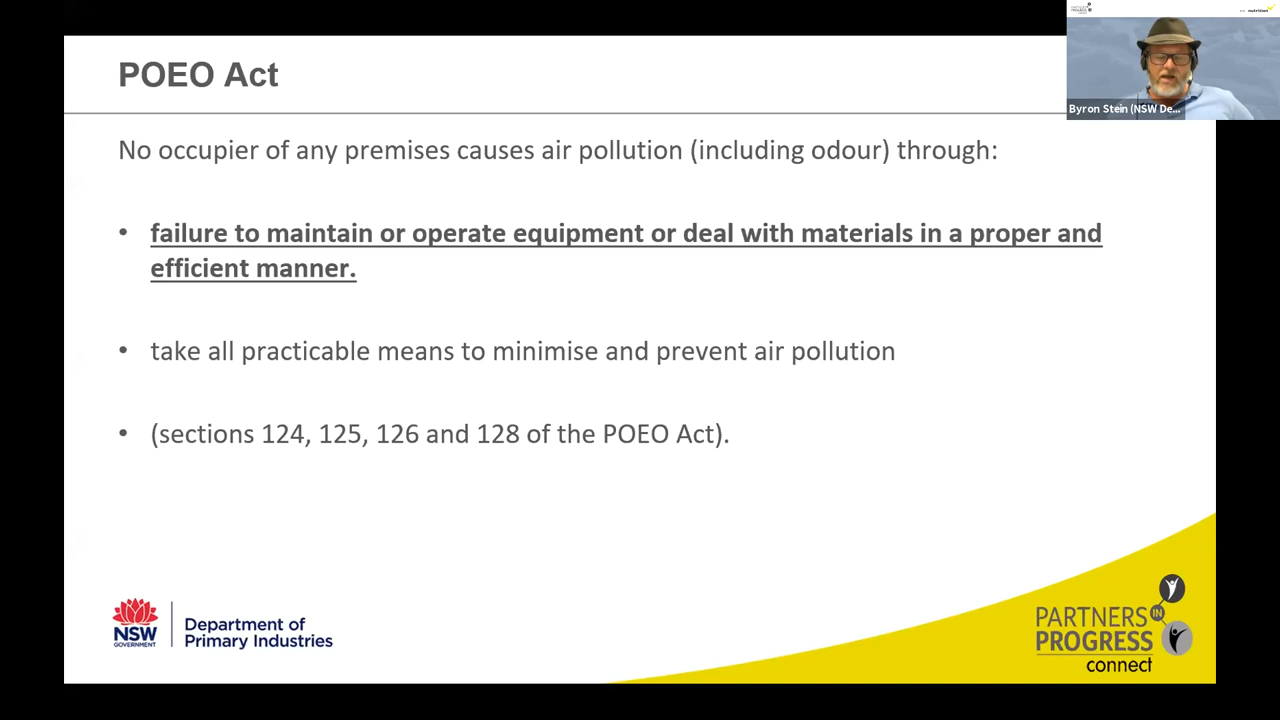 POEO Act
Byron Stein (NSW De...
No occupier of any premises causes air pollution (including odour) through:
• failure to maintain or operate equipment or deal with materials in a proper and
efficient manner.
• take all practicable means to minimise and prevent air pollution
• (sections 124, 125, 126 and 128 of the POEO Act).
NSW
GOVERNMENT
Department of
Primary Industries
PARTNERS
IN
PROGRESS
connect